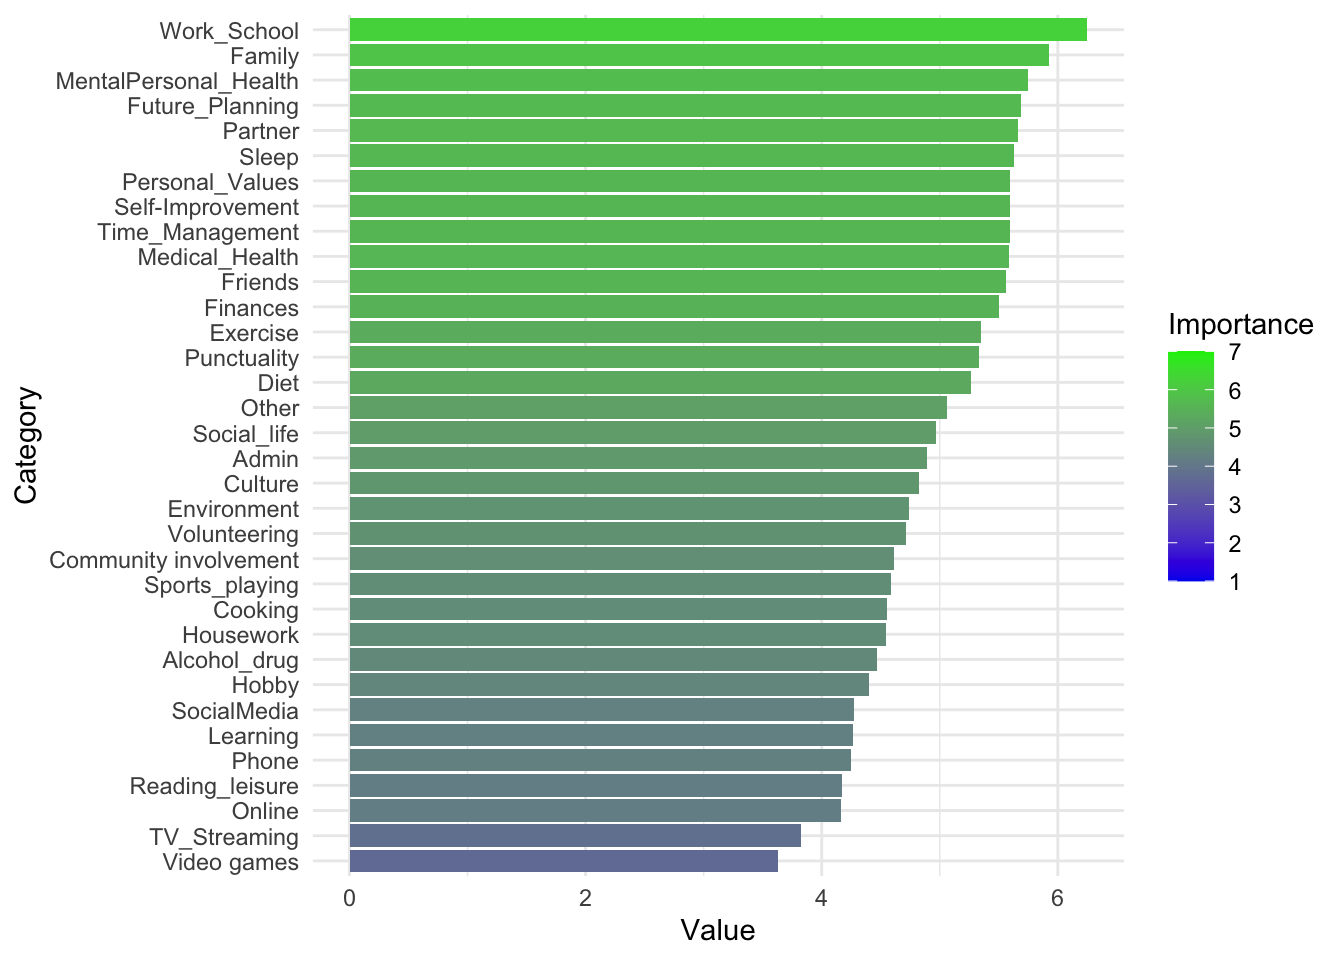 Work_School
Family
MentalPersonal_Health
Future_Planning
Partner
Sleep
Personal_Values
Self-Improvement
Time_Management
Medical_Health
Friends
Finances
Exercise
Punctuality
Diet
Other
Social_life
Admin
Culture
Environment
Volunteering
Community involvement
Sports_playing
Cooking
Housework
Alcohol_drug
Hobby
SocialMedia
Learning
Phone
Reading_leisure
Online
TV_Streaming
Video games
Category
0 2 4 6
Value
Importance
7
6
5
4
3
2
1